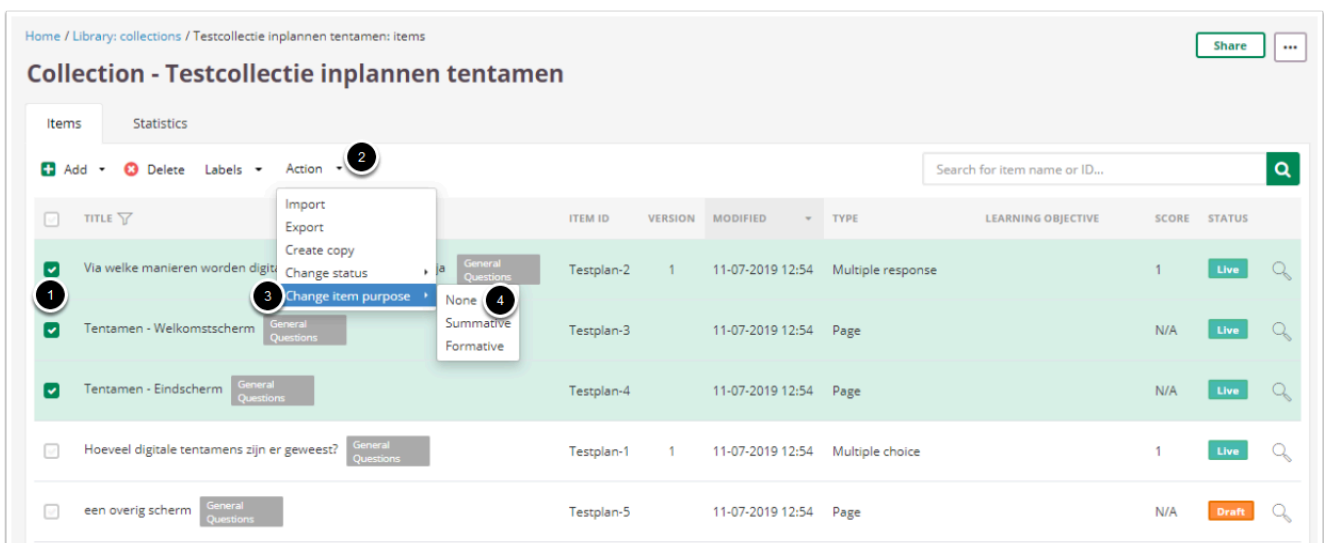 Home / Library: collections / Testcollectie inplannen tentamen: items
Share ...
Collection - Testcollectie inplannen tentamen
Items Statistics
Add Delete Labels Action 2
Search for item name or ID...
Import
Export
Create copy
Change status
3 Change item purpose
None 4
Summative
Formative
TITLE ITEM ID VERSION MODIFIED TYPE LEARNING OBJECTIVE SCORE STATUS
1
Via welke manieren worden ja General Questions Testplan-2 1 11-07-2019 12:54 Multiple response 1 Live
Tentamen - Welkomstscherm General Questions Testplan-3 11-07-2019 12:54 Page N/A Live
Tentamen - Eindscherm General Questions Testplan-4 11-07-2019 12:54 Page N/A Live
Hoeveel digitale tentamens zijn er geweest? General Questions Testplan-1 1 11-07-2019 12:54 Multiple choice 1 Live
een overig scherm General Questions Testplan-5 11-07-2019 12:54 Page N/A Draft